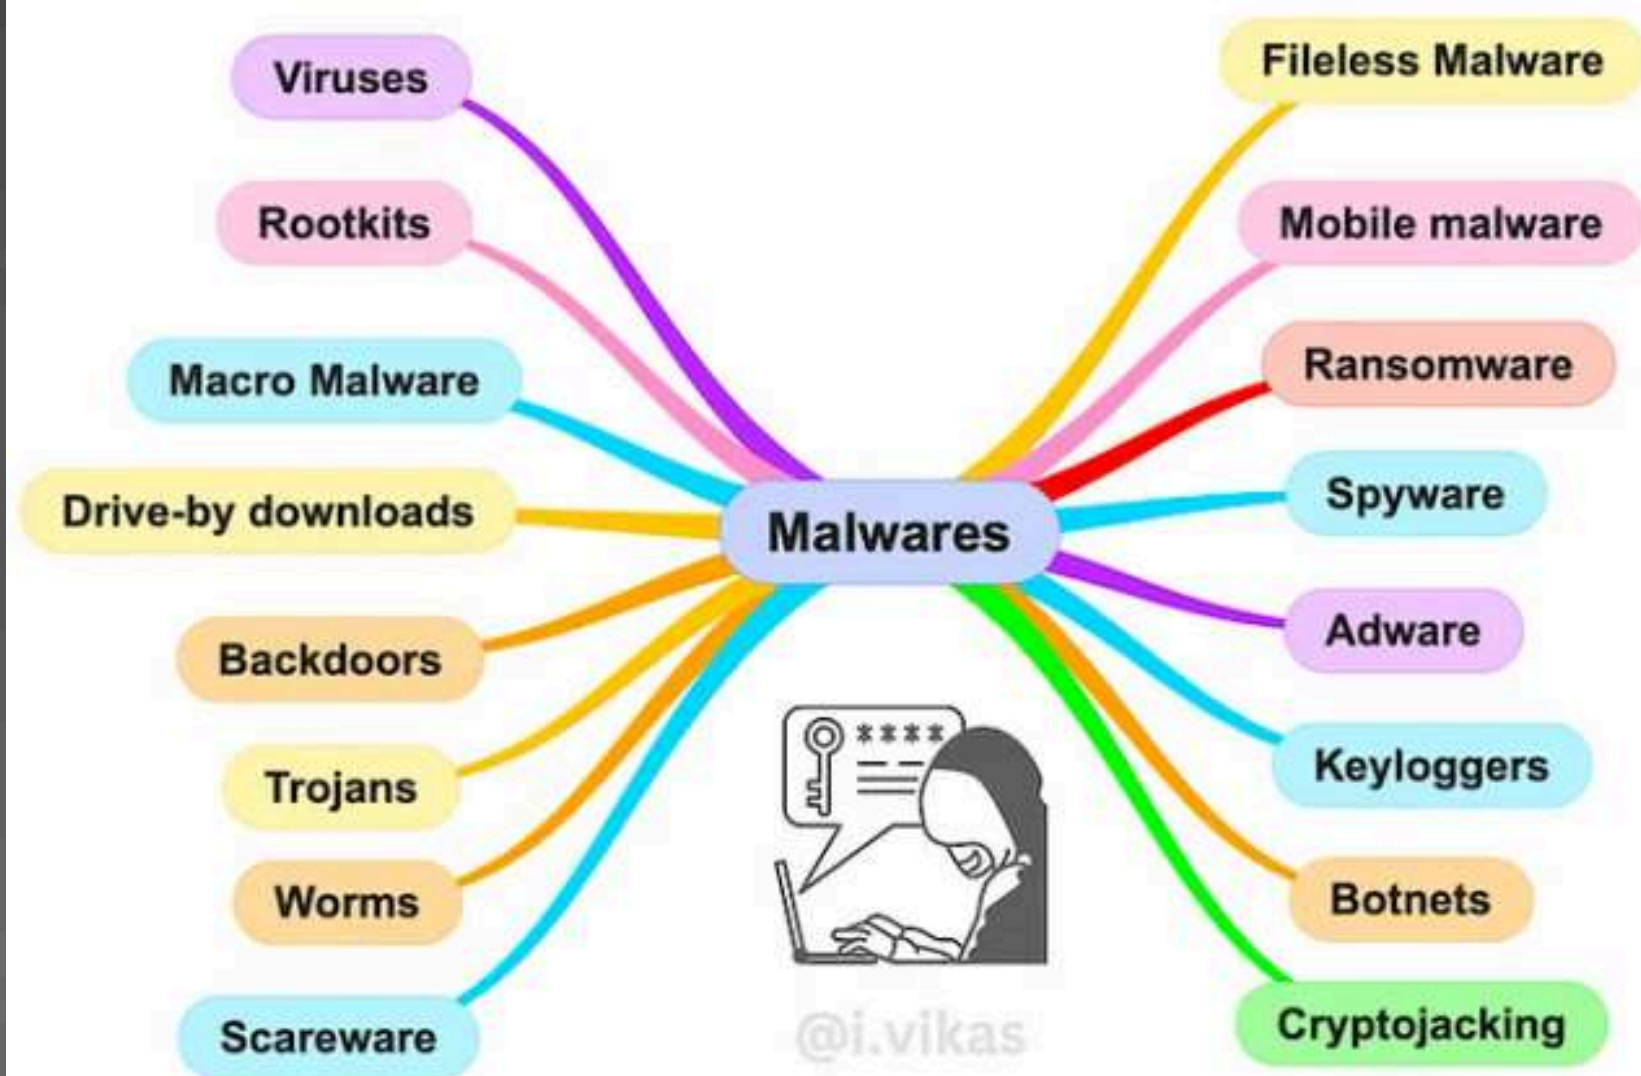 Viruses
Rootkits
Macro Malware
Drive-by downloads
Backdoors
Trojans
Worms
Scareware
Malwares
Fileless Malware
Mobile malware
Ransomware
Spyware
Adware
Keyloggers
Botnets
Cryptojacking
****
@i.vikas